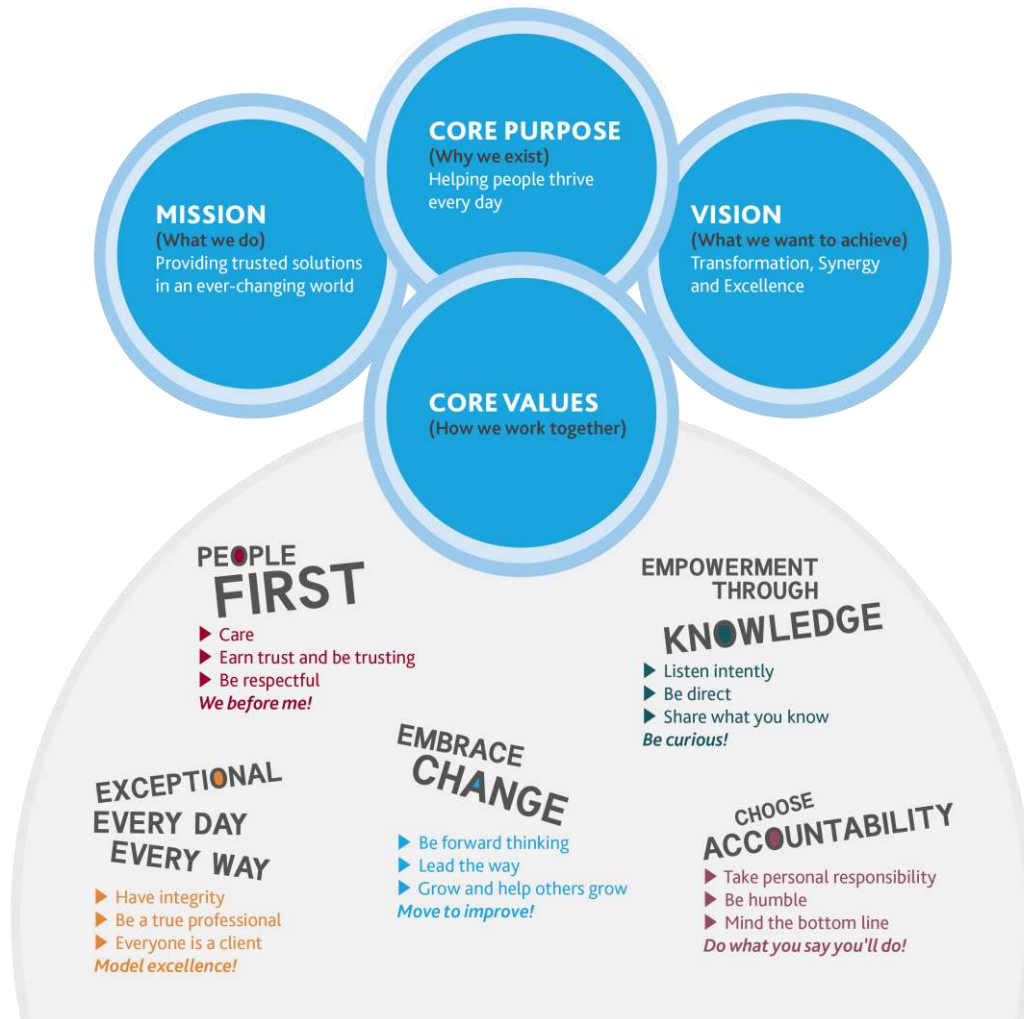 CORE PURPOSE
(Why we exist)
Helping people thrive
every day
MISSION
(What we do)
Providing trusted solutions
in an ever-changing world
VISION
(What we want to achieve)
Transformation, Synergy
and Excellence
CORE VALUES
(How we work together)
PEOPLE
FIRST
Care
Earn trust and be trusting
Be respectful
We before me!
EMPOWERMENT
THROUGH
KNOWLEDGE
Listen intently
Be direct
Share what you know
Be curious!
EXCEPTIONAL
EVERY DAY
EVERY WAY
Have integrity
Be a true professional
Everyone is a client
Model excellence!
EMBRACE
CHANGE
Be forward thinking
Lead the way
Grow and help others grow
Move to improve!
CHOOSE
ACCOUNTABILITY
Take personal responsibility
Be humble
Mind the bottom line
Do what you say you'll do!